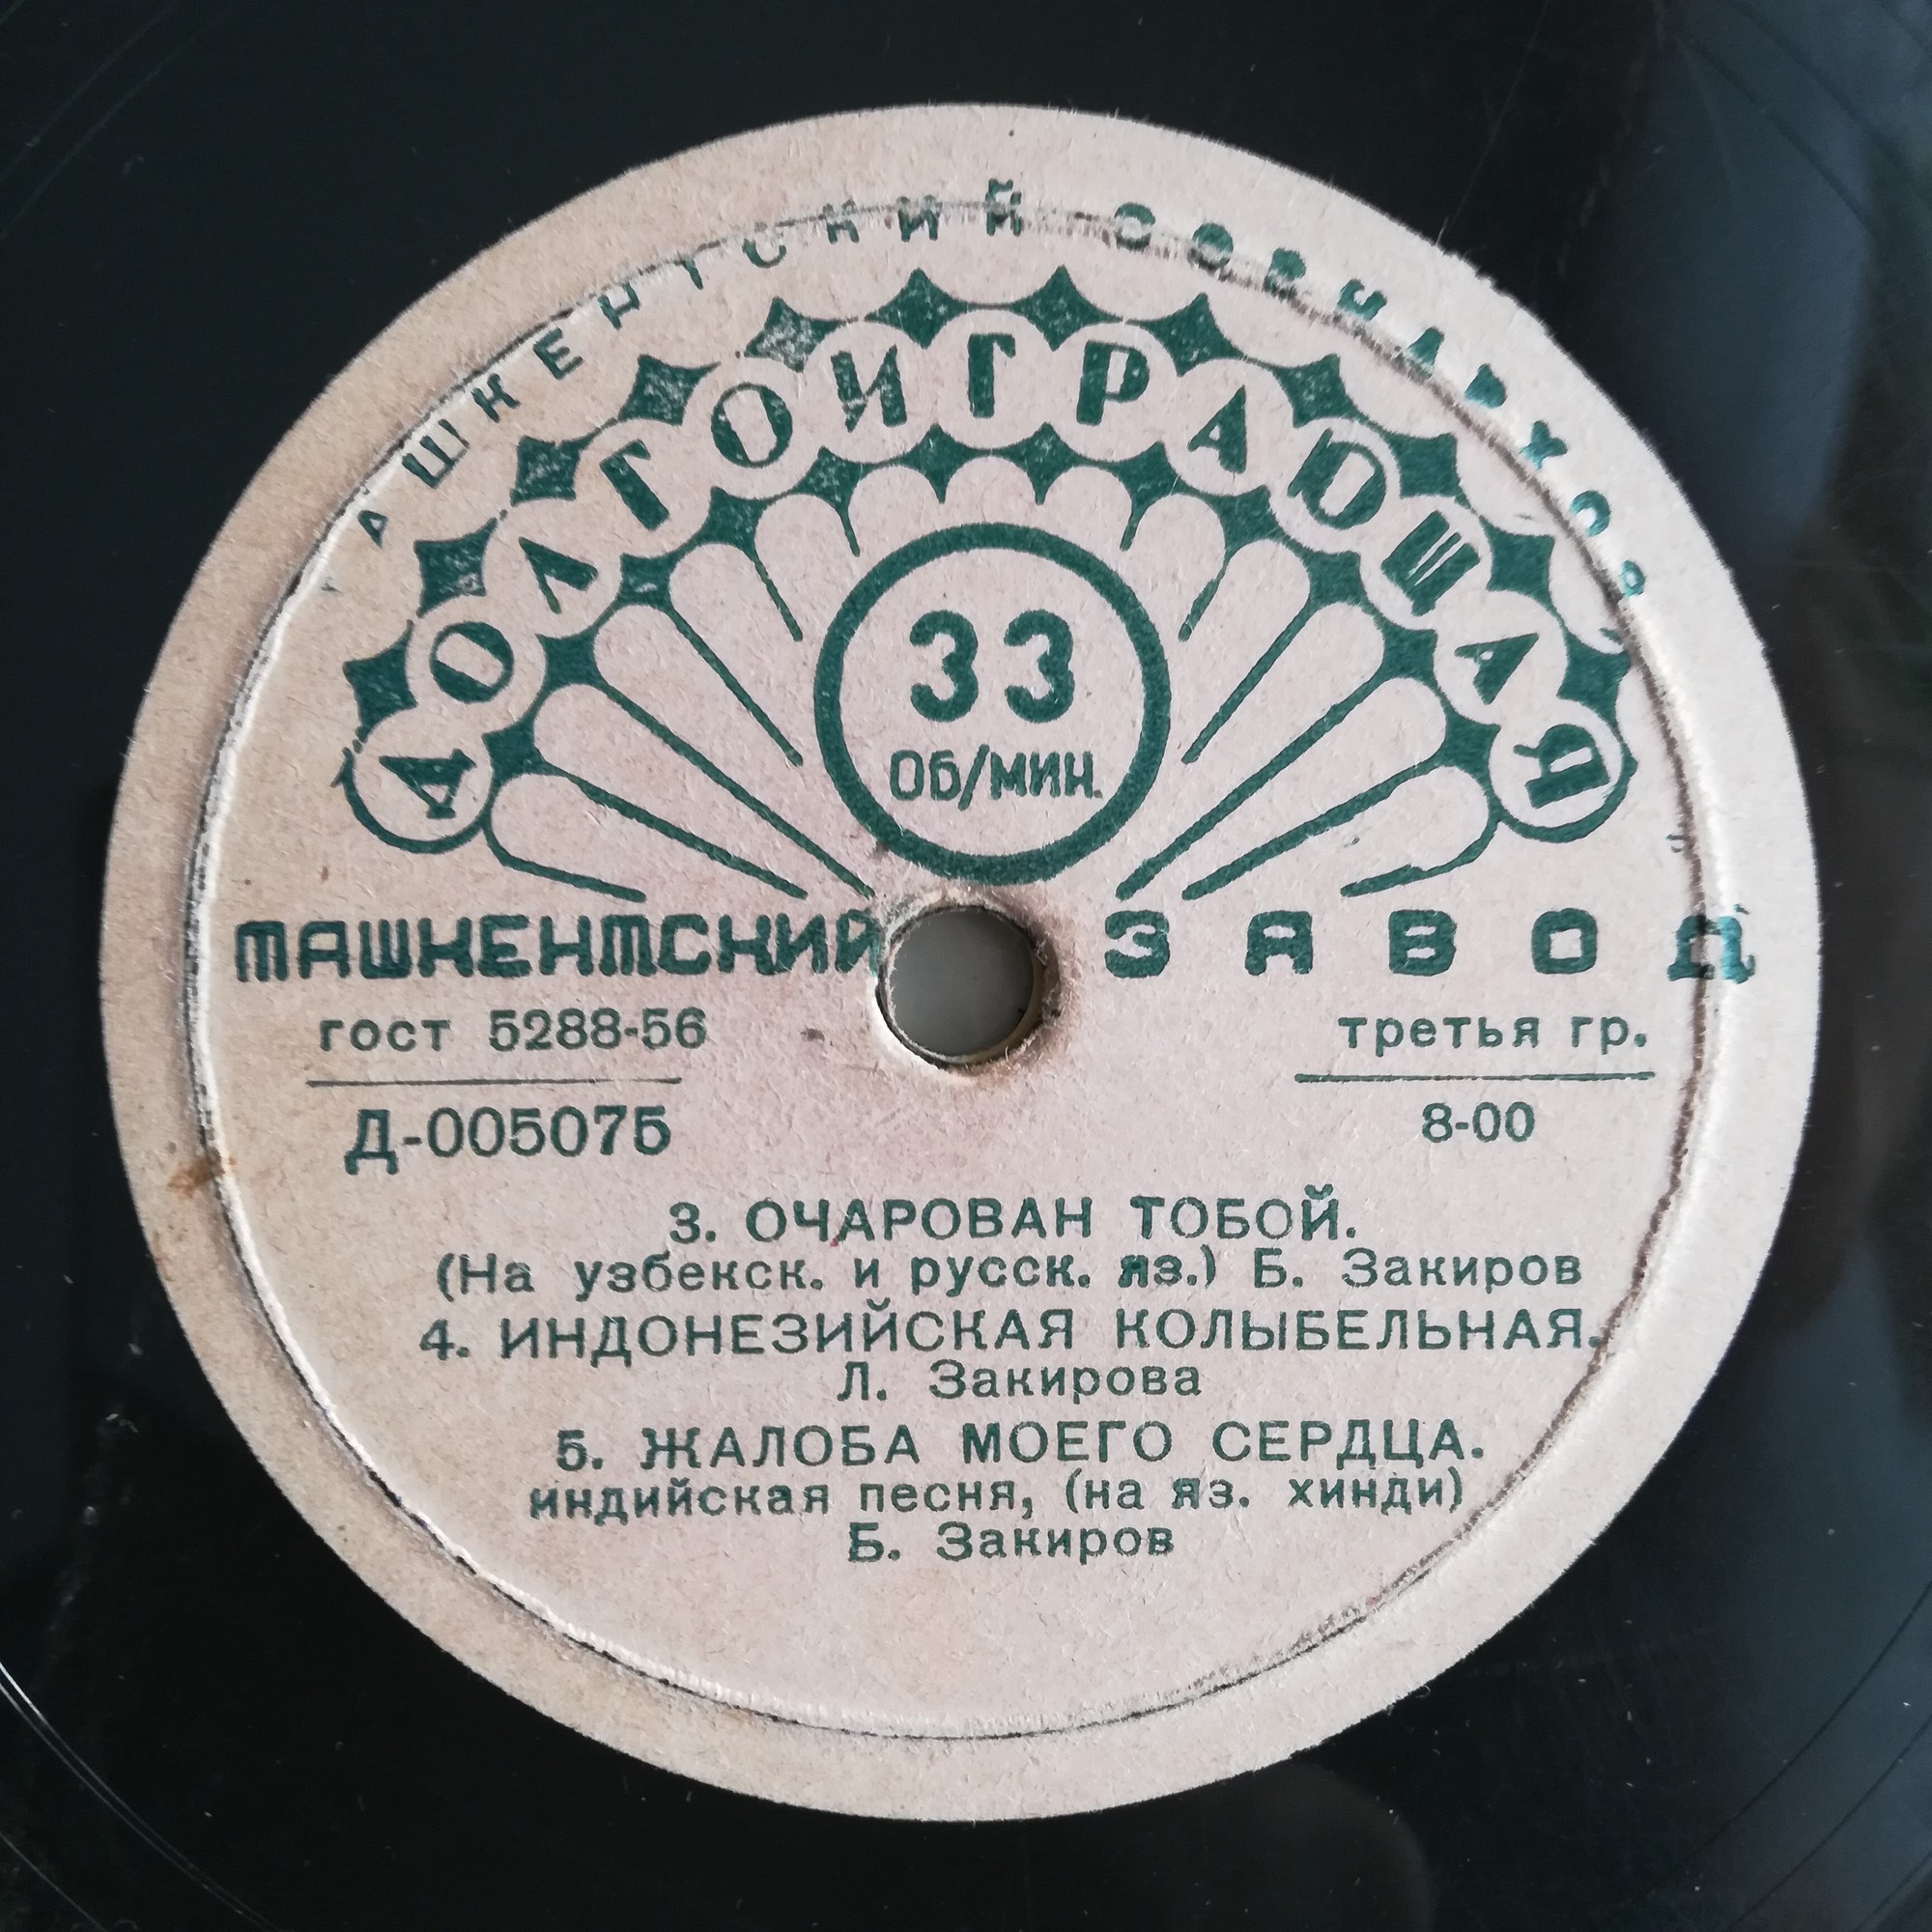 ТАШКЕНТСКИЙ СОВНАРХОЗ
ДОЛГОИГРАЮЩАЯ
33
ОБ/МИН.
ТАШКЕНТСКИЙ ЗАВОД
гост 5288-56
третья гр.
Д-005075
8-00
3. ОЧАРОВАН ТОБОЙ.
(На узбекск. и русск. яз.) Б. Закиров
4. ИНДОНЕЗИЙСКАЯ КОЛЫБЕЛЬНАЯ.
Л. Закирова
5. ЖАЛОБА МОЕГО СЕРДЦА.
индийская песня, (на яз. хинди)
Б. Закиров